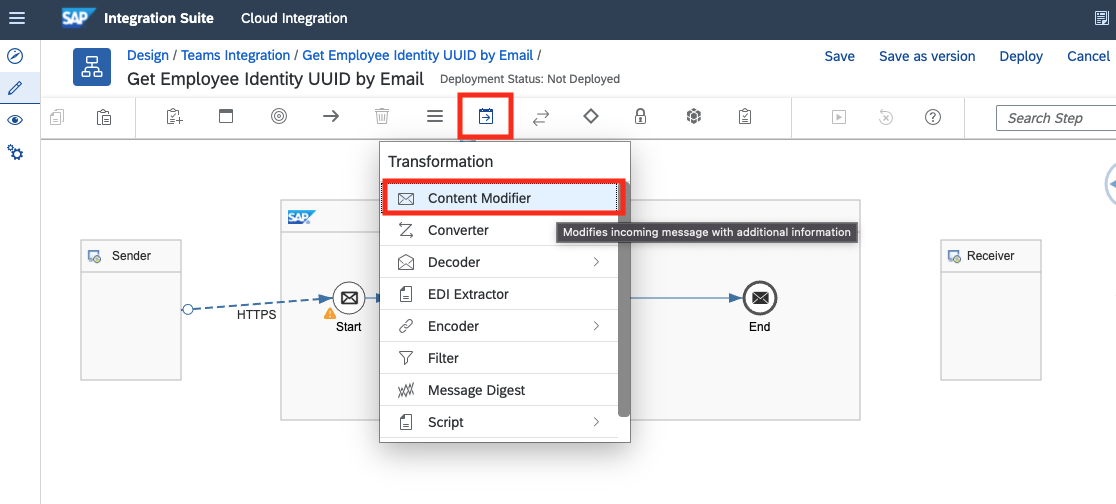 SAP Integration Suite Cloud Integration
Design / Teams Integration / Get Employee Identity UUID by Email /
Save Save as version Deploy Cancel
Get Employee Identity UUID by Email Deployment Status: Not Deployed
Search Step
Transformation
Content Modifier
Converter
Modifies incoming message with additional information
Decoder
EDI Extractor
Encoder
Filter
Message Digest
Script
SAP
Sender
HTTPS
Start
End
Receiver